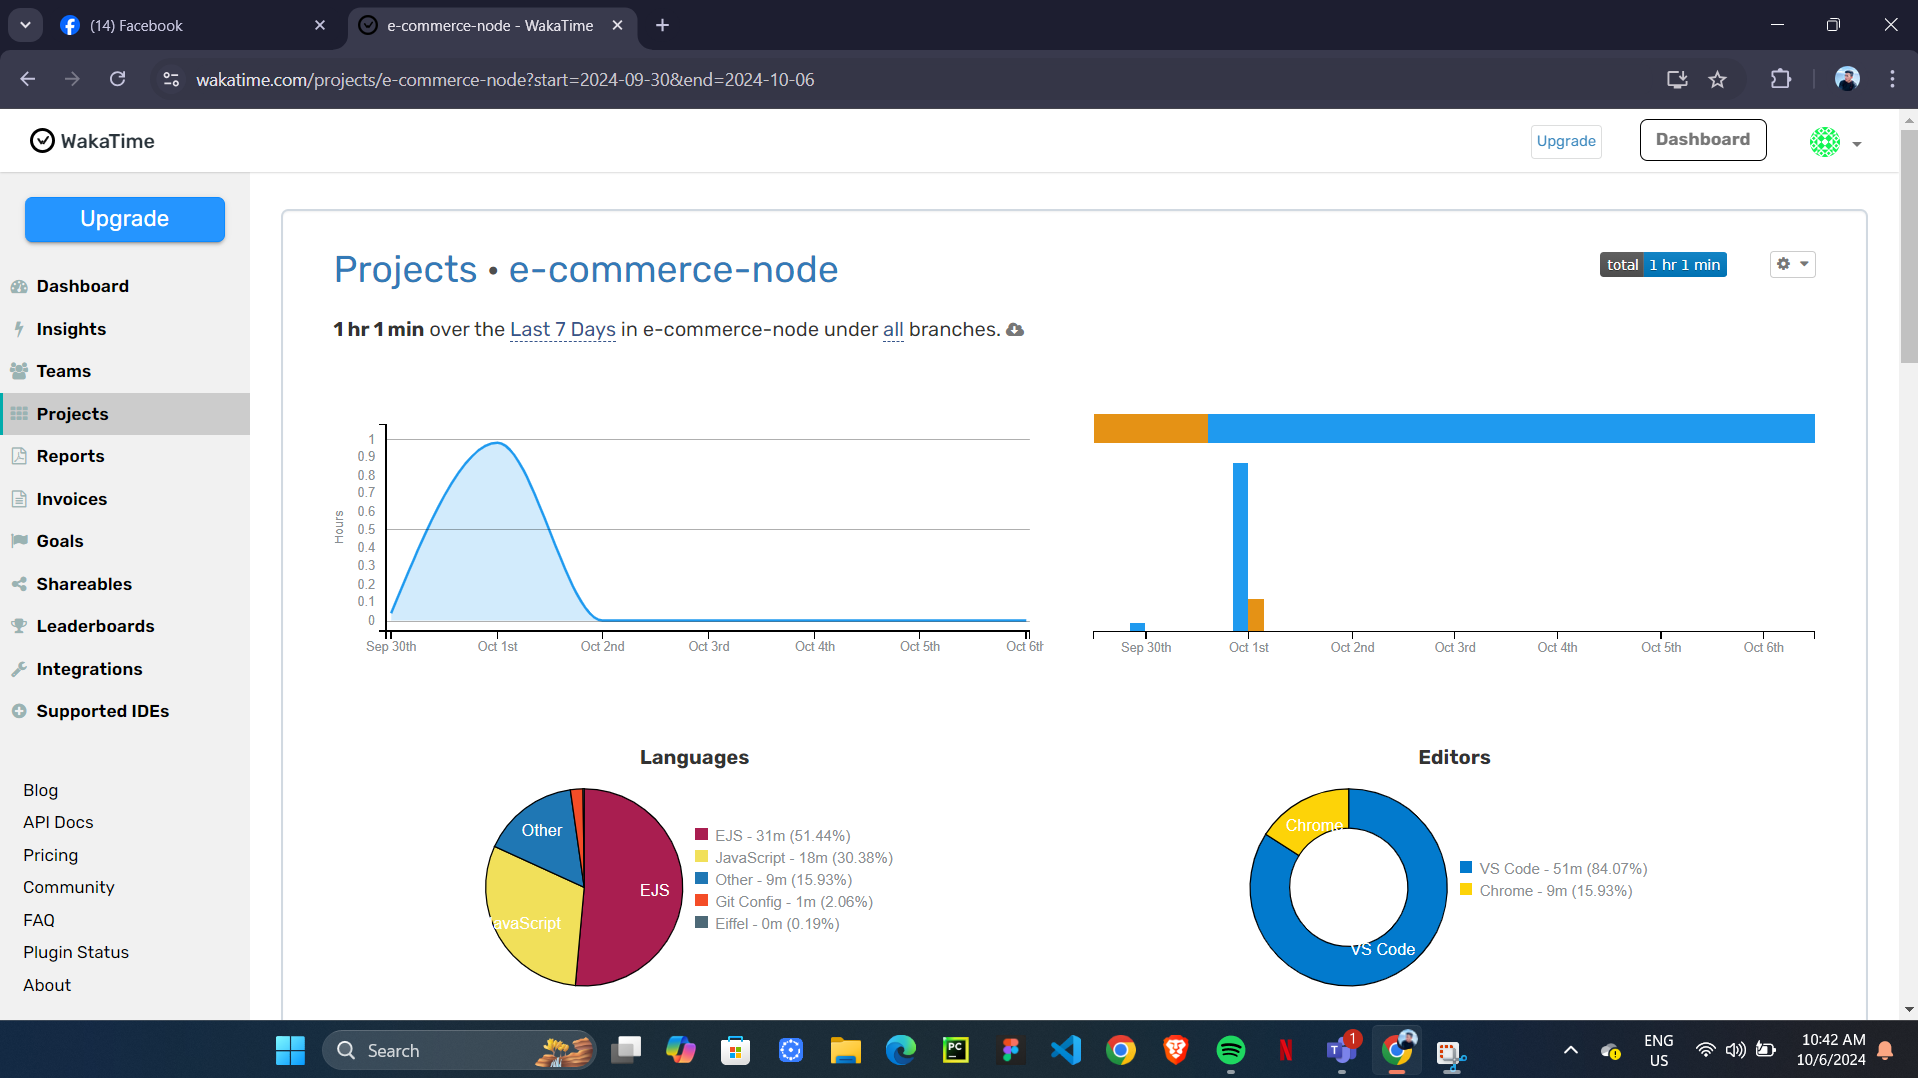 (14) Facebook
e-commerce-node - WakaTime
wakatime.com/projects/e-commerce-node?start=2024-09-30&end=2024-10-06
WakaTime
Upgrade
Dashboard
Upgrade
Dashboard
Insights
Teams
Projects
Reports
Invoices
Goals
Shareables
Leaderboards
Integrations
Supported IDEs
Blog
API Docs
Pricing
Community
FAQ
Plugin Status
About
Projects • e-commerce-node
total 1 hr 1 min
1 hr 1 min over the Last 7 Days in e-commerce-node under all branches.
Hours
1
0.9
0.8
0.7
0.6
0.5
0.4
0.3
0.2
0.1
0
Sep 30th Oct 1st Oct 2nd Oct 3rd Oct 4th Oct 5th Oct 6th
Sep 30th Oct 1st Oct 2nd Oct 3rd Oct 4th Oct 5th Oct 6th
Languages
Other
EJS
JavaScript
EJS - 31m (51.44%)
JavaScript - 18m (30.38%)
Other - 9m (15.93%)
Git Config - 1m (2.06%)
Eiffel - 0m (0.19%)
Editors
Chrome
VS Code
VS Code - 51m (84.07%)
Chrome - 9m (15.93%)
Search
PC
1
ENG
US
10:42 AM
10/6/2024